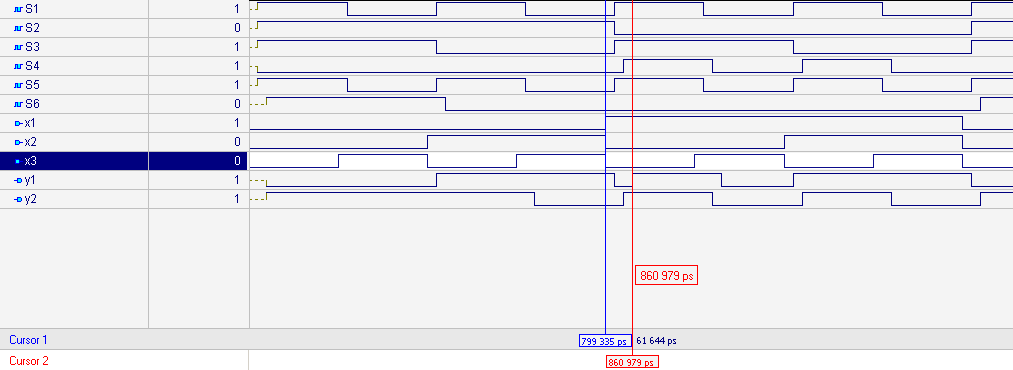 S1 1
S2 0
S3 1
S4 1
S5 1
S6 0
x1 1
x2 0
x3 0
y1 1
y2 1
860 979 ps
Cursor 1 799 335 ps 61 644 ps
Cursor 2 860 979 ps